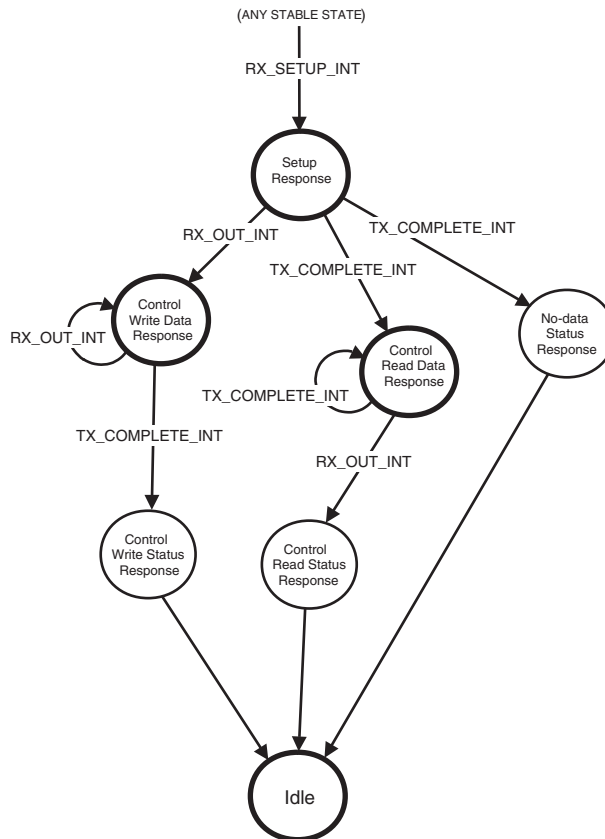 (ANY STABLE STATE)
RX_SETUP_INT
Setup
Response
RX_OUT_INT
TX_COMPLETE_INT
TX_COMPLETE_INT
Control
Write Data
Response
RX_OUT_INT
No-data
Status
Response
Control
Read Data
Response
TX_COMPLETE_INT
TX_COMPLETE_INT
RX_OUT_INT
Control
Write Status
Response
Control
Read Status
Response
Idle